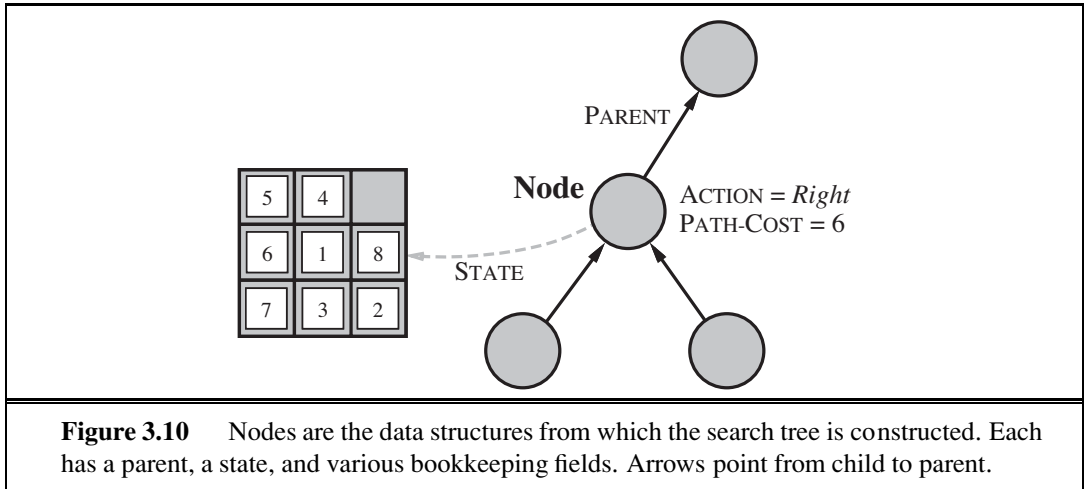 PARENT
Node
ACTION = Right
PATH-COST = 6
5 4
6 1 8
STATE
7 3 2
Figure 3.10 Nodes are the data structures from which the search tree is constructed. Each
has a parent, a state, and various bookkeeping fields. Arrows point from child to parent.